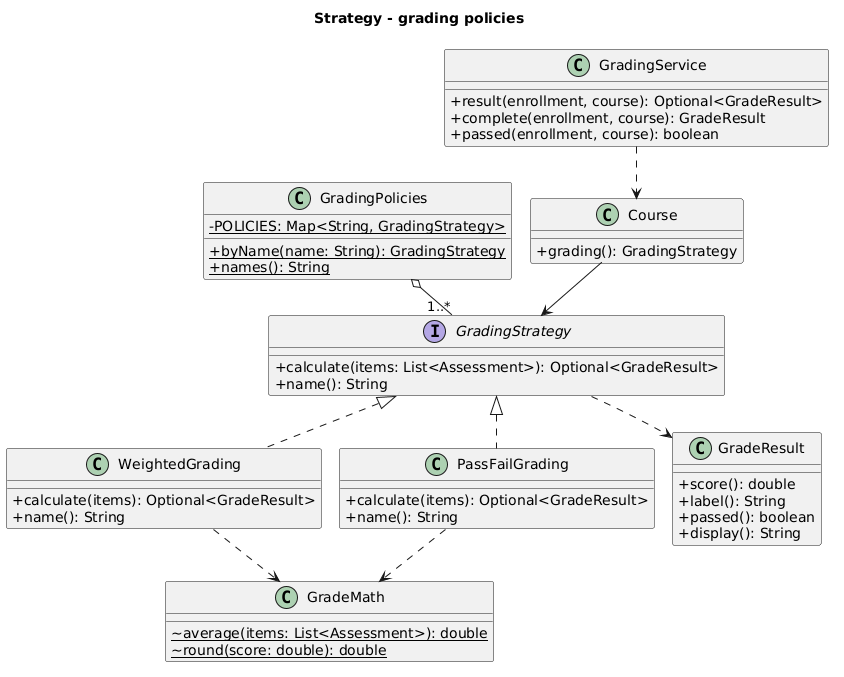 Strategy - grading policies
C GradingService
+result(enrollment, course): Optional<GradeResult>
+complete(enrollment, course): GradeResult
+passed(enrollment, course): boolean
C GradingPolicies
-POLICIES: Map<String, GradingStrategy>
+byName(name: String): GradingStrategy
+names(): String
C Course
+grading(): GradingStrategy
1..*
I GradingStrategy
+calculate(items: List<Assessment>): Optional<GradeResult>
+name(): String
C WeightedGrading
+calculate(items): Optional<GradeResult>
+name(): String
C PassFailGrading
+calculate(items): Optional<GradeResult>
+name(): String
C GradeResult
+score(): double
+label(): String
+passed(): boolean
+display(): String
C GradeMath
~average(items: List<Assessment>): double
~round(score: double): double